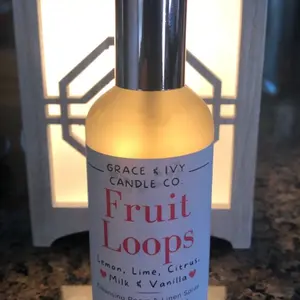 GRACE & IVY
CANDLE CO.
Fruit
Loops
Lemon, Lime, Citrus,
Milk & Vanilla
Room & Linen Spray